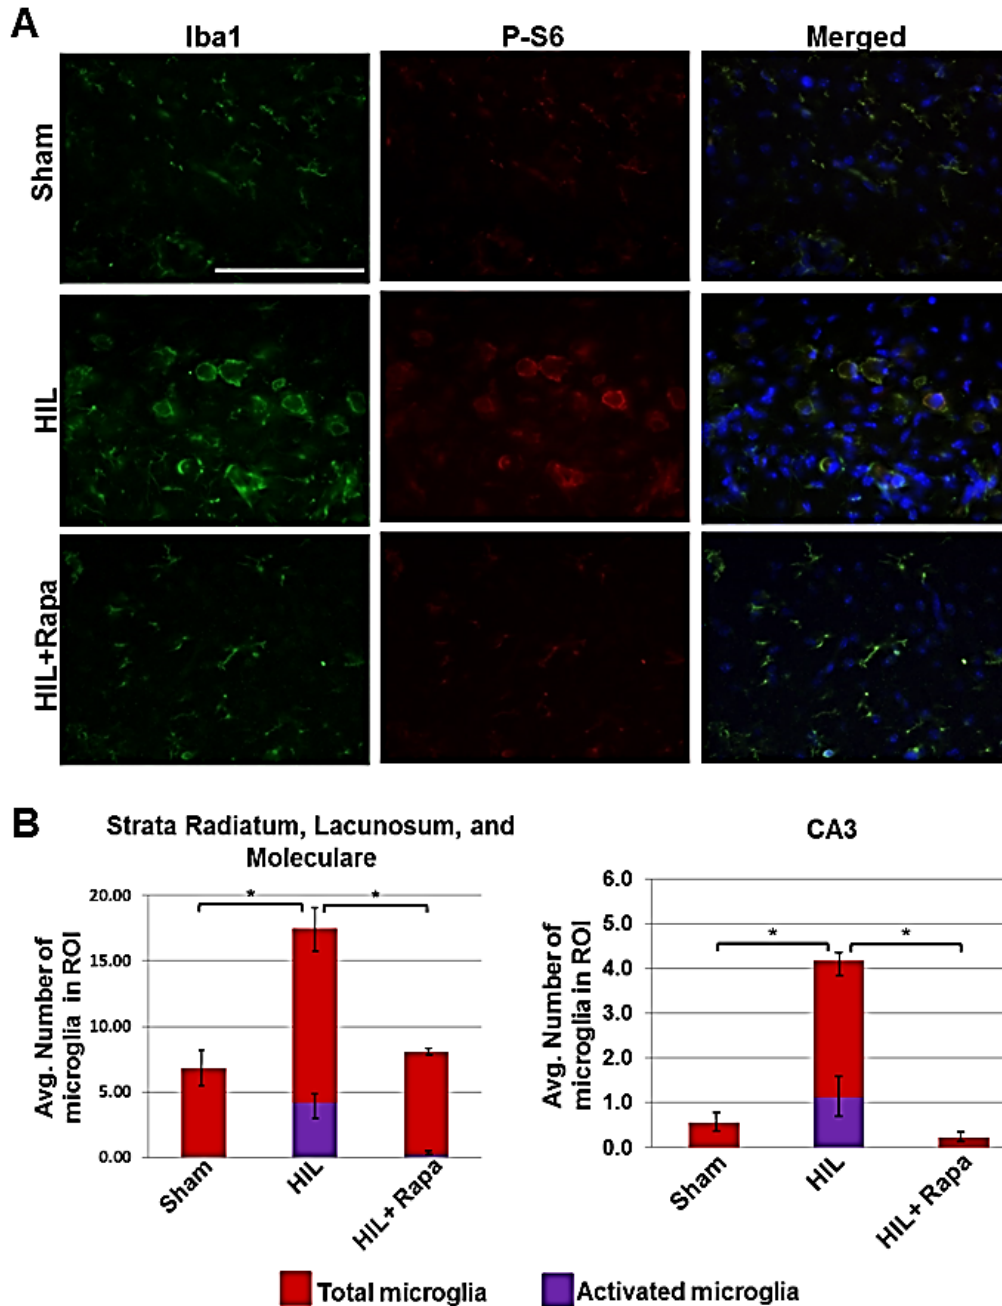 A
Iba1
P-S6
Merged
Sham
HIL
HIL+Rapa
B
Strata Radiatum, Lacunosum, and
Moleculare
Avg. Number of
microglia in ROI
20.00
15.00
10.00
5.00
0.00
*
*
Sham
HIL
HIL+ Rapa
CA3
Avg. Number of
microglia in ROI
6.0
5.0
4.0
3.0
2.0
1.0
0.0
*
*
Sham
HIL
HIL+ Rapa
Total microglia
Activated microglia